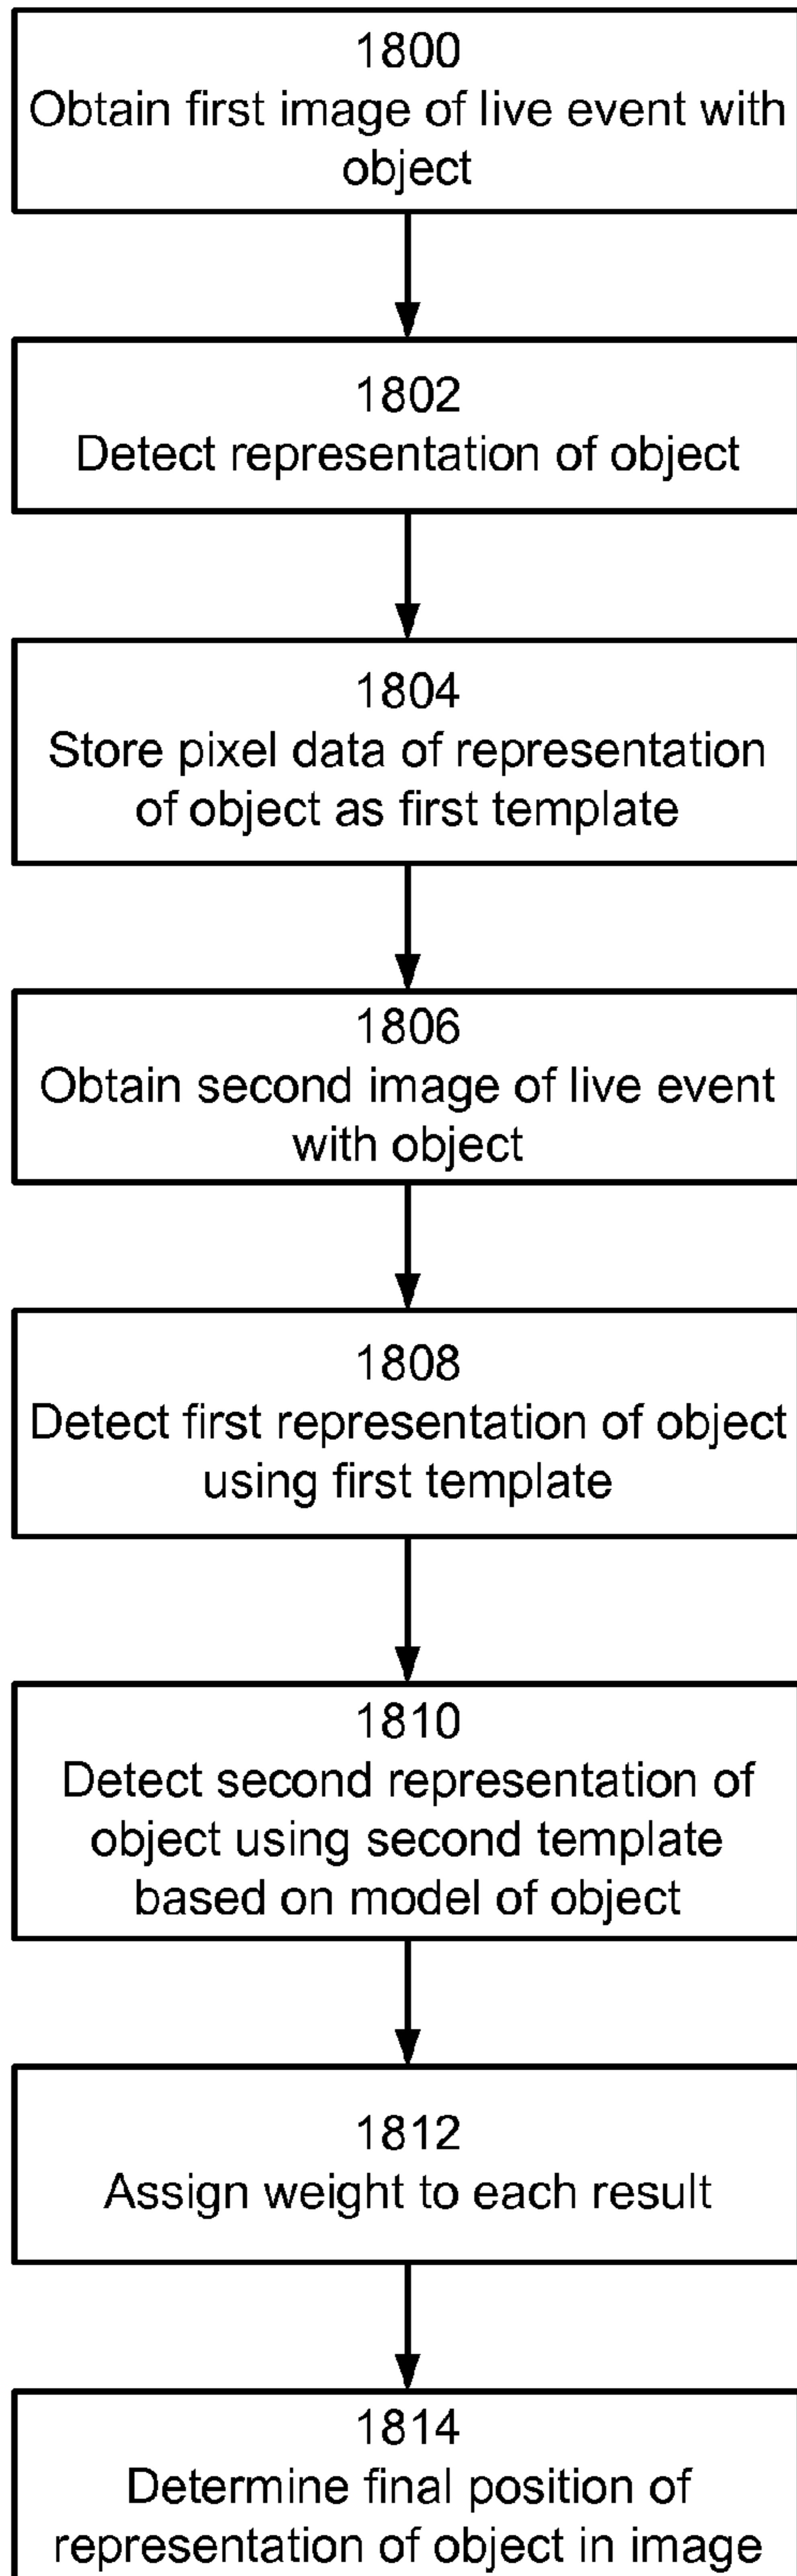 1800
Obtain first image of live event with
object
1802
Detect representation of object
1804
Store pixel data of representation
of object as first template
1806
Obtain second image of live event
with object
1808
Detect first representation of object
using first template
1810
Detect second representation of
object using second template
based on model of object
1812
Assign weight to each result
1814
Determine final position of
representation of object in image